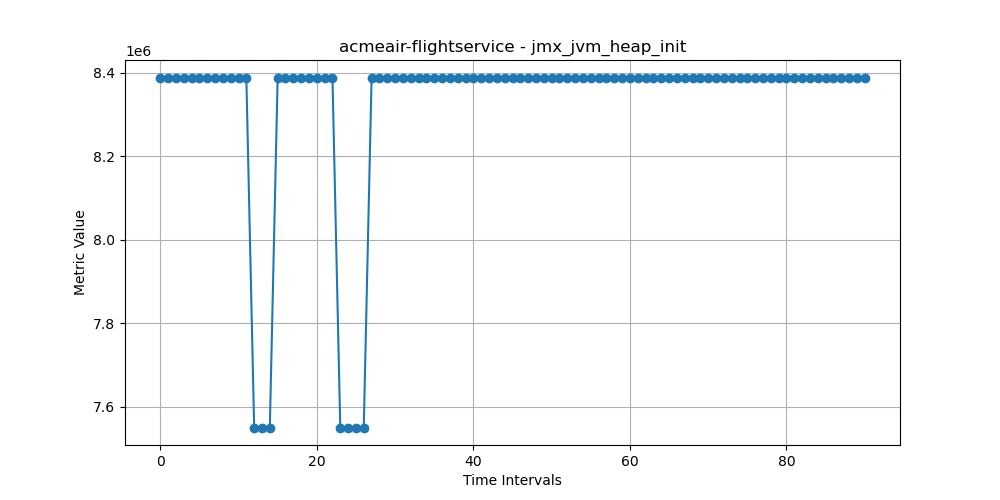 acmeair-flightservice - jmx_jvm_heap_init
1e6
8.4
8.2
8.0
7.8
7.6
Metric Value
0 20 40 60 80
Time Intervals